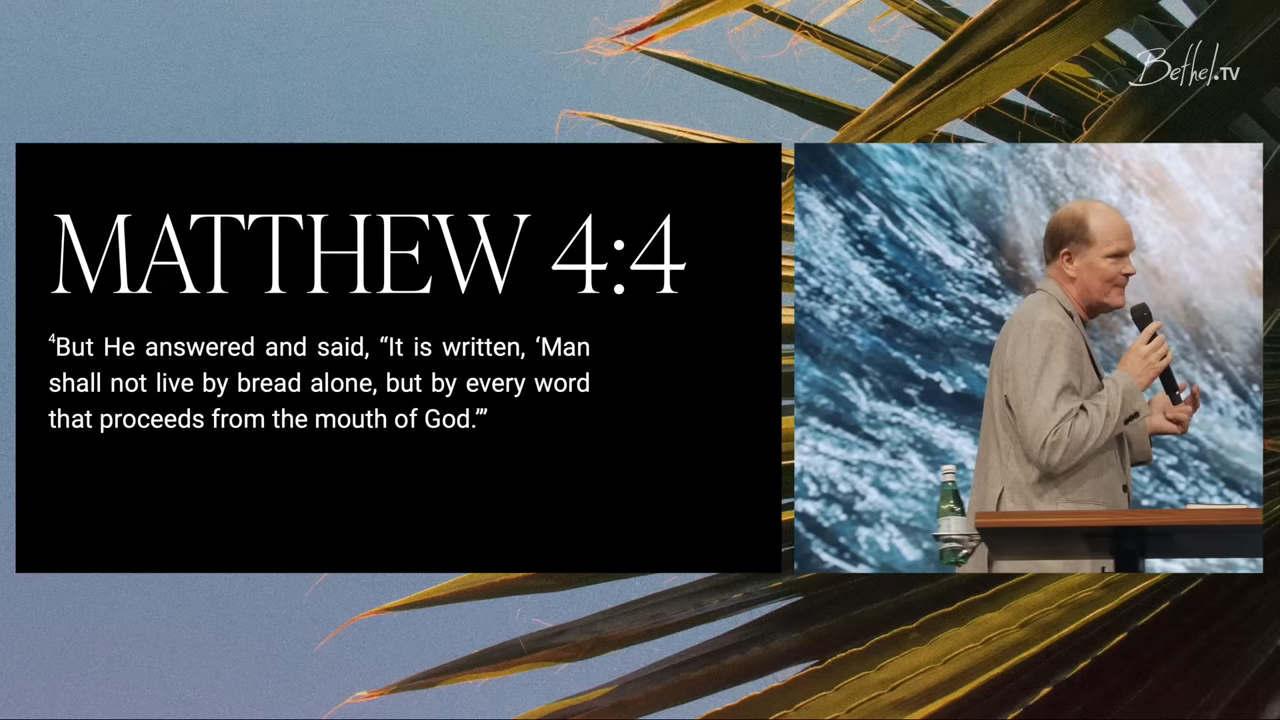 Bethel.TV
MATTHEW 4:4
⁴But He answered and said, “It is written, ‘Man
shall not live by bread alone, but by every word
that proceeds from the mouth of God.’”